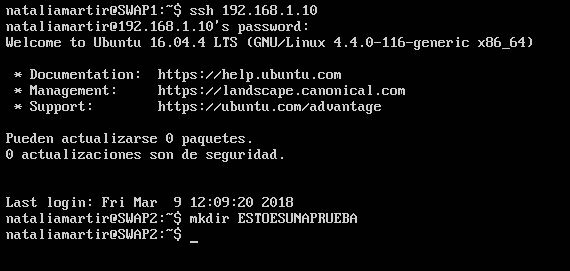 nataliamartir@SWAP1:~$ ssh 192.168.1.10
nataliamartir@192.168.1.10's password:
Welcome to Ubuntu 16.04.4 LTS (GNU/Linux 4.4.0-116-generic x86_64)
* Documentation:  https://help.ubuntu.com
* Management:     https://landscape.canonical.com
* Support:        https://ubuntu.com/advantage
Pueden actualizarse 0 paquetes.
0 actualizaciones son de seguridad.
Last login: Fri Mar  9 12:09:20 2018
nataliamartir@SWAP2:~$ mkdir ESTOESUNAPRUEBA
nataliamartir@SWAP2:~$ _